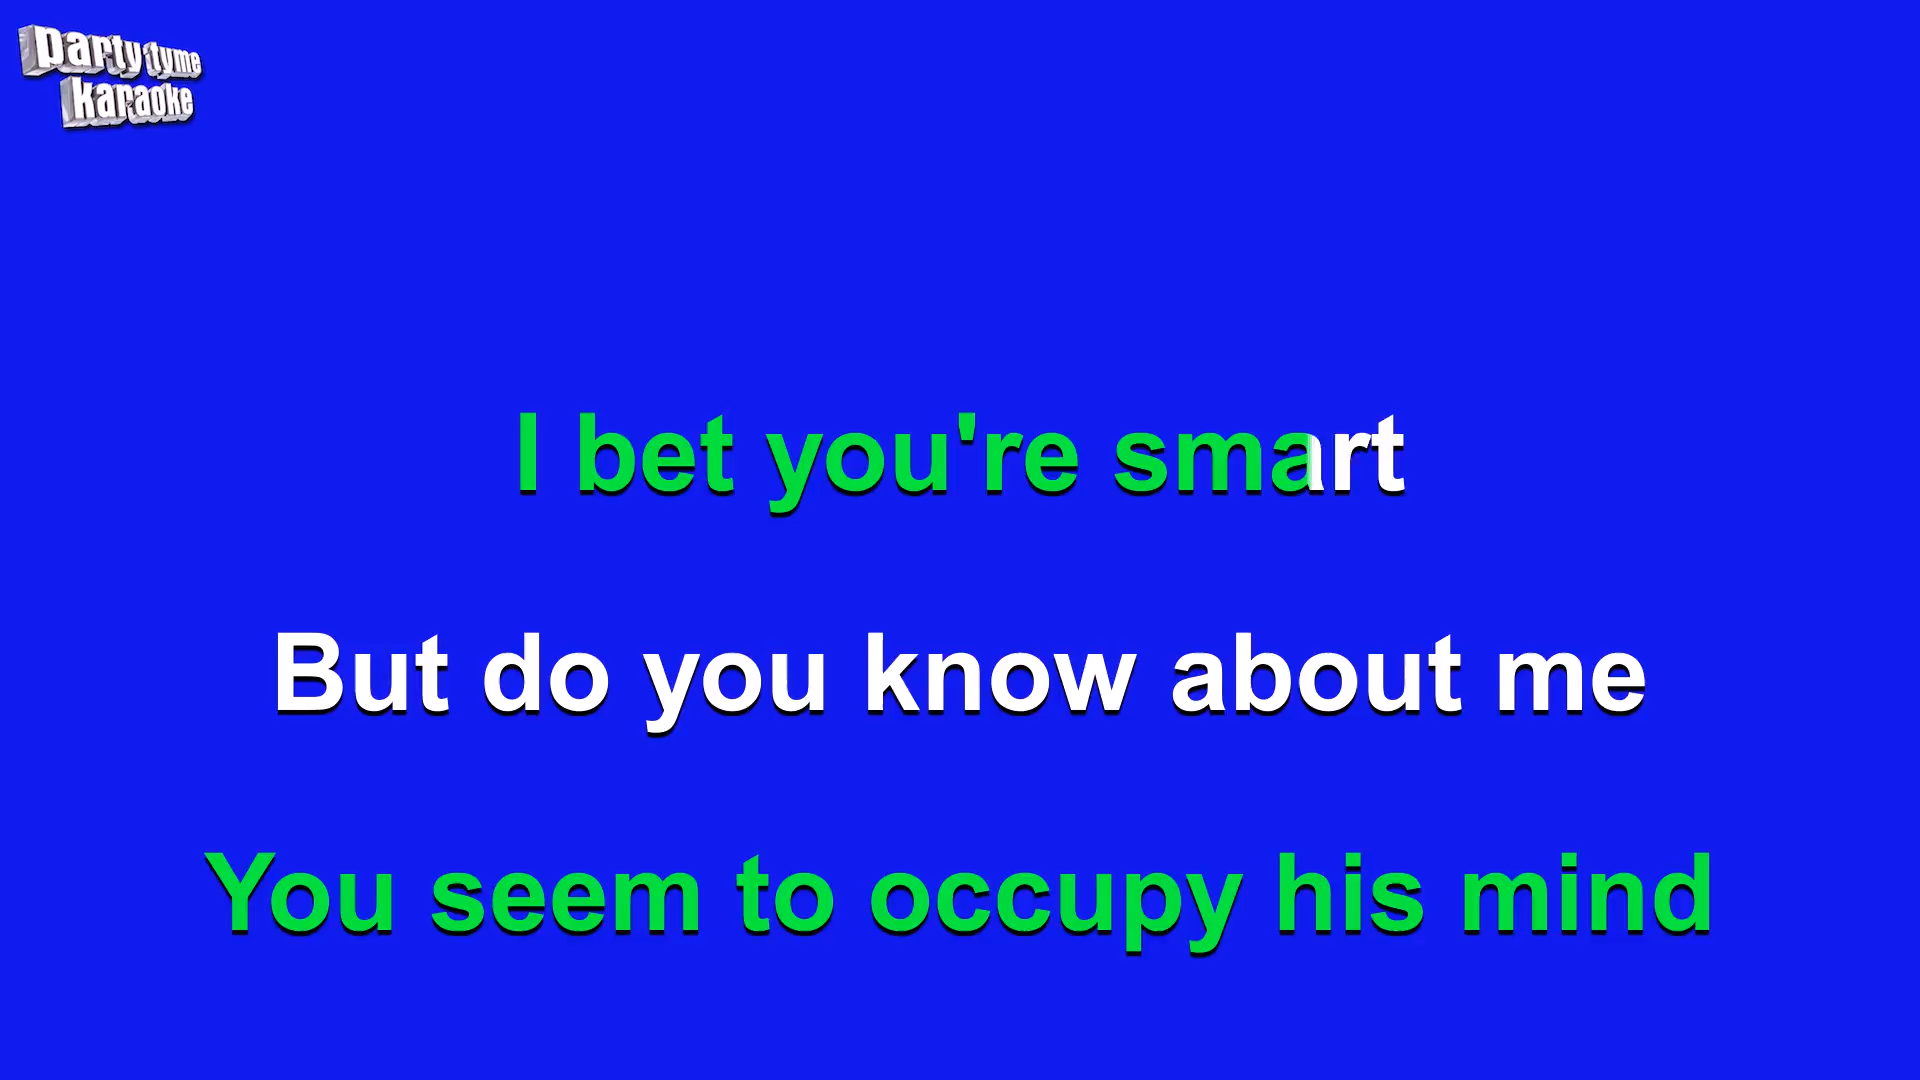 party tyme
karaoke
I bet you're smart
But do you know about me
You seem to occupy his mind